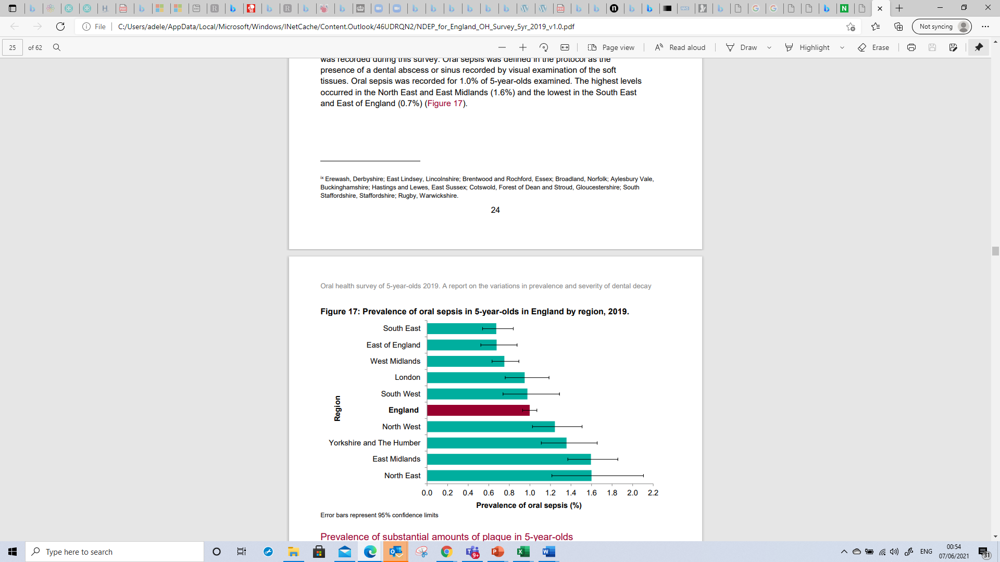 File
C:/Users/adele/AppData/Local/Microsoft/Windows/INetCache/Content.Outlook/46UDRQN2/NDEP_for_England_OH_Survey_5yr_2019_v1.0.pdf
Not syncing
25 of 62
Page view
Read aloud
Draw
Highlight
Erase
was recorded during this survey. Oral sepsis was defined in the protocol as the
presence of a dental abscess or sinus recorded by visual examination of the soft
tissues. Oral sepsis was recorded for 1.0% of 5-year-olds examined. The highest levels
occurred in the North East and East Midlands (1.6%) and the lowest in the South East
and East of England (0.7%) (Figure 17).
ix Erewash, Derbyshire; East Lindsey, Lincolnshire; Brentwood and Rochford, Essex; Broadland, Norfolk; Aylesbury Vale,
Buckinghamshire; Hastings and Lewes, East Sussex; Cotswold, Forest of Dean and Stroud, Gloucestershire; South
Staffordshire, Staffordshire; Rugby, Warwickshire.
24
Oral health survey of 5-year-olds 2019. A report on the variations in prevalence and severity of dental decay
Figure 17: Prevalence of oral sepsis in 5-year-olds in England by region, 2019.
South East
East of England
West Midlands
London
South West
England
North West
Yorkshire and The Humber
East Midlands
North East
Region
0.0 0.2 0.4 0.6 0.8 1.0 1.2 1.4 1.6 1.8 2.0 2.2
Prevalence of oral sepsis (%)
Error bars represent 95% confidence limits
Prevalence of substantial amounts of plaque in 5-year-olds
Type here to search
9+
ENG
00:54
07/06/2021
31